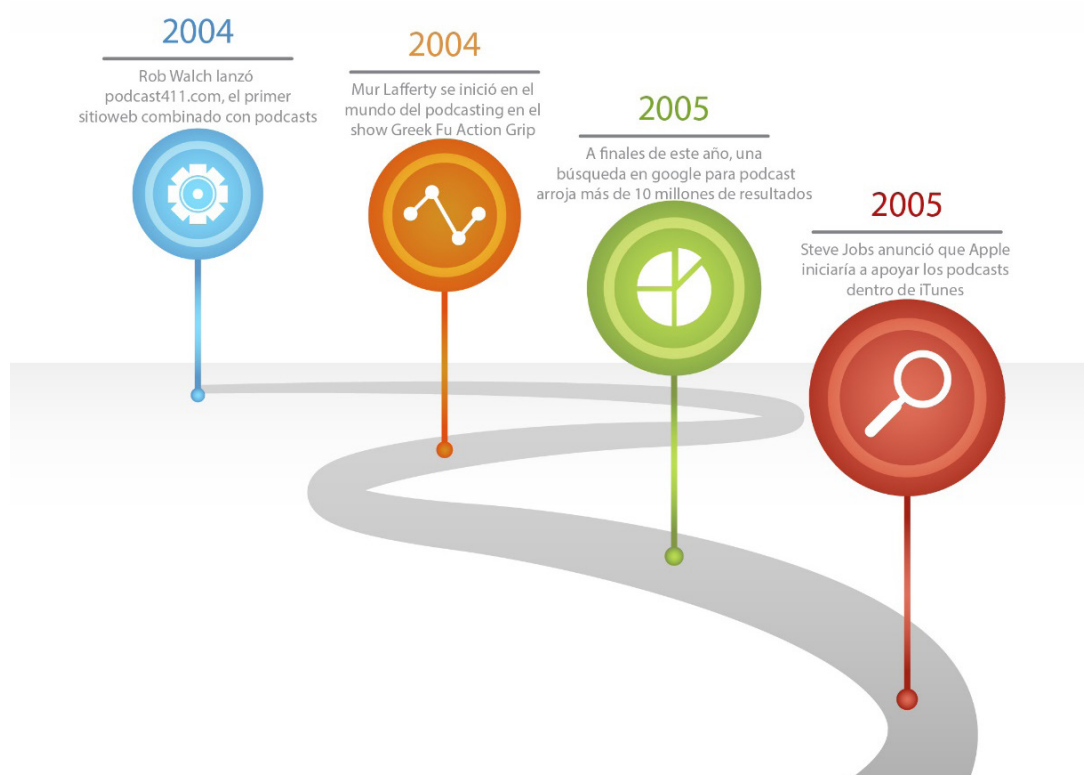 2004
Rob Walch lanzó
podcast411.com, el primer
sitioweb combinado con podcasts
2004
Mur Lafferty se inició en el
mundo del podcasting en el
show Greek Fu Action Grip
2005
A finales de este año, una
búsqueda en google para podcast
arroja más de 10 millones de resultados
2005
Steve Jobs anunció que Apple
iniciaría a apoyar los podcasts
dentro de iTunes